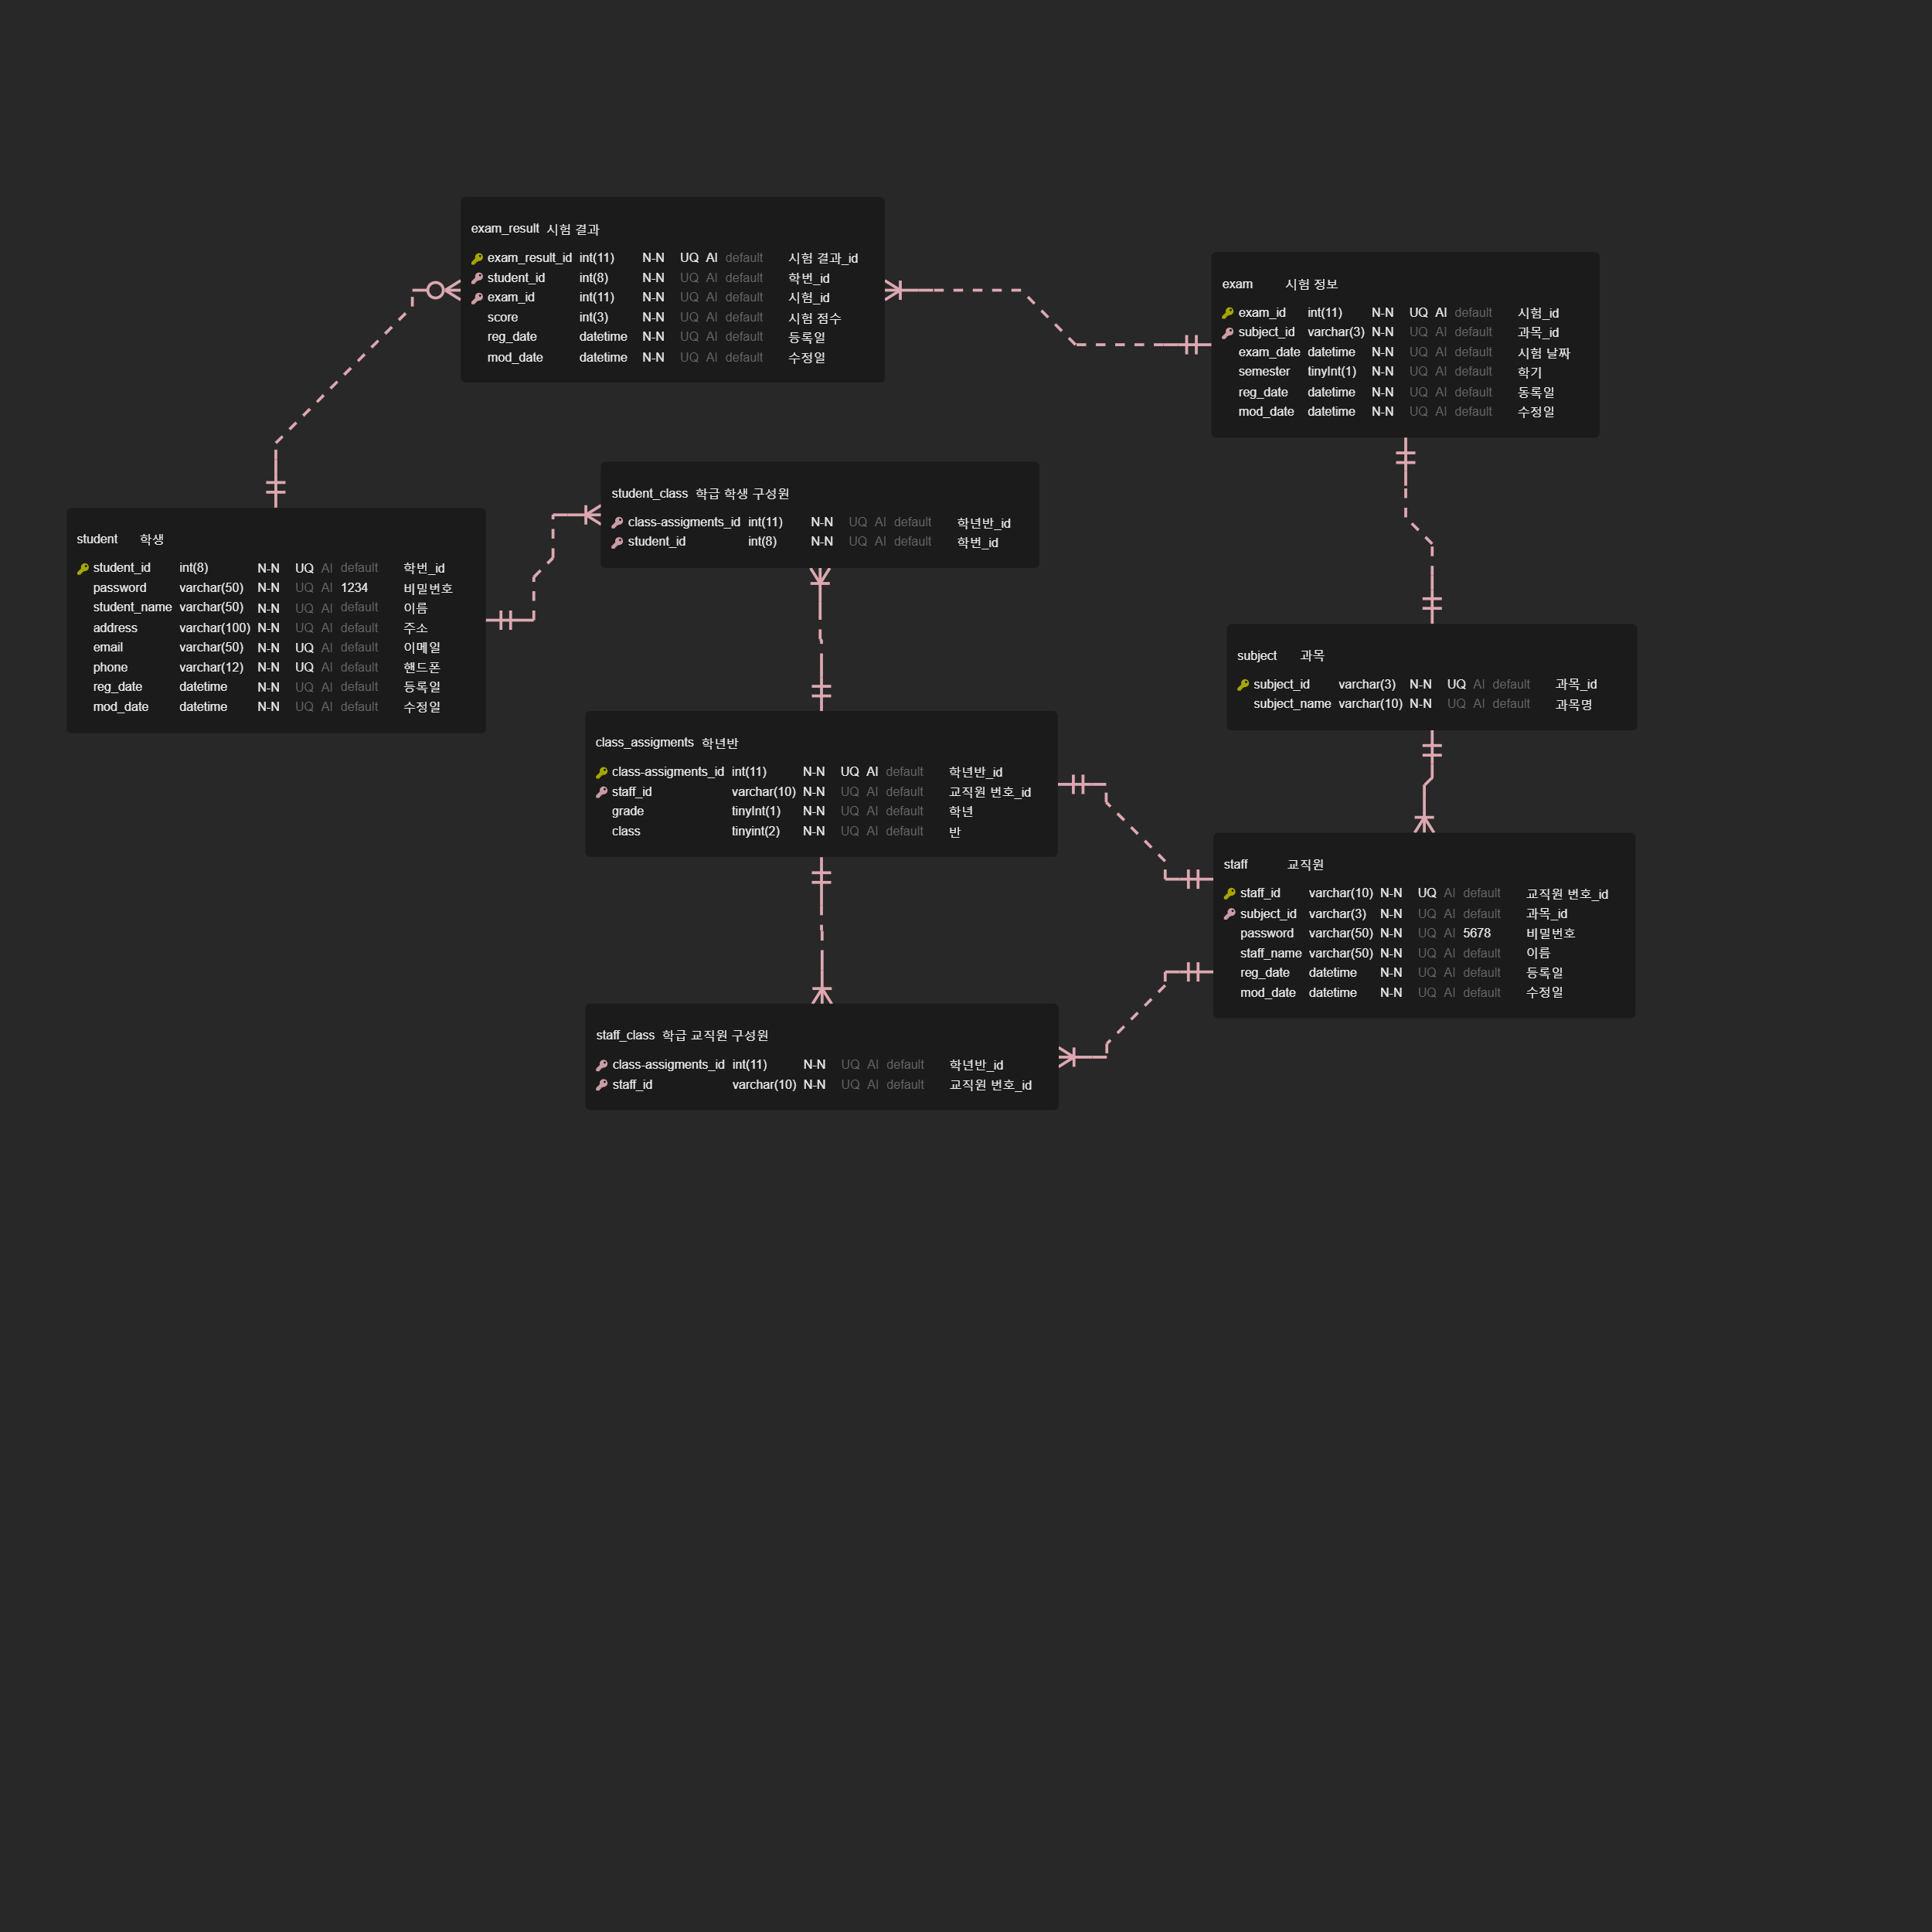 exam_result 시험 결과
exam_result_id int(11) N-N UQ AI default 시험 결과_id
student_id int(8) N-N UQ AI default 학번_id
exam_id int(11) N-N UQ AI default 시험_id
score int(3) N-N UQ AI default 시험 점수
reg_date datetime N-N UQ AI default 등록일
mod_date datetime N-N UQ AI default 수정일
exam 시험 정보
exam_id int(11) N-N UQ AI default 시험_id
subject_id varchar(3) N-N UQ AI default 과목_id
exam_date datetime N-N UQ AI default 시험 날짜
semester tinyInt(1) N-N UQ AI default 학기
reg_date datetime N-N UQ AI default 동록일
mod_date datetime N-N UQ AI default 수정일
student_class 학급 학생 구성원
class-assigments_id int(11) N-N UQ AI default 학년반_id
student_id int(8) N-N UQ AI default 학번_id
student 학생
student_id int(8) N-N UQ AI default 학번_id
password varchar(50) N-N UQ AI 1234 비밀번호
student_name varchar(50) N-N UQ AI default 이름
address varchar(100) N-N UQ AI default 주소
email varchar(50) N-N UQ AI default 이메일
phone varchar(12) N-N UQ AI default 핸드폰
reg_date datetime N-N UQ AI default 등록일
mod_date datetime N-N UQ AI default 수정일
subject 과목
subject_id varchar(3) N-N UQ AI default 과목_id
subject_name varchar(10) N-N UQ AI default 과목명
class_assigments 학년반
class-assigments_id int(11) N-N UQ AI default 학년반_id
staff_id varchar(10) N-N UQ AI default 교직원 번호_id
grade tinyInt(1) N-N UQ AI default 학년
class tinyint(2) N-N UQ AI default 반
staff 교직원
staff_id varchar(10) N-N UQ AI default 교직원 번호_id
subject_id varchar(3) N-N UQ AI default 과목_id
password varchar(50) N-N UQ AI 5678 비밀번호
staff_name varchar(50) N-N UQ AI default 이름
reg_date datetime N-N UQ AI default 등록일
mod_date datetime N-N UQ AI default 수정일
staff_class 학급 교직원 구성원
class-assigments_id int(11) N-N UQ AI default 학년반_id
staff_id varchar(10) N-N UQ AI default 교직원 번호_id